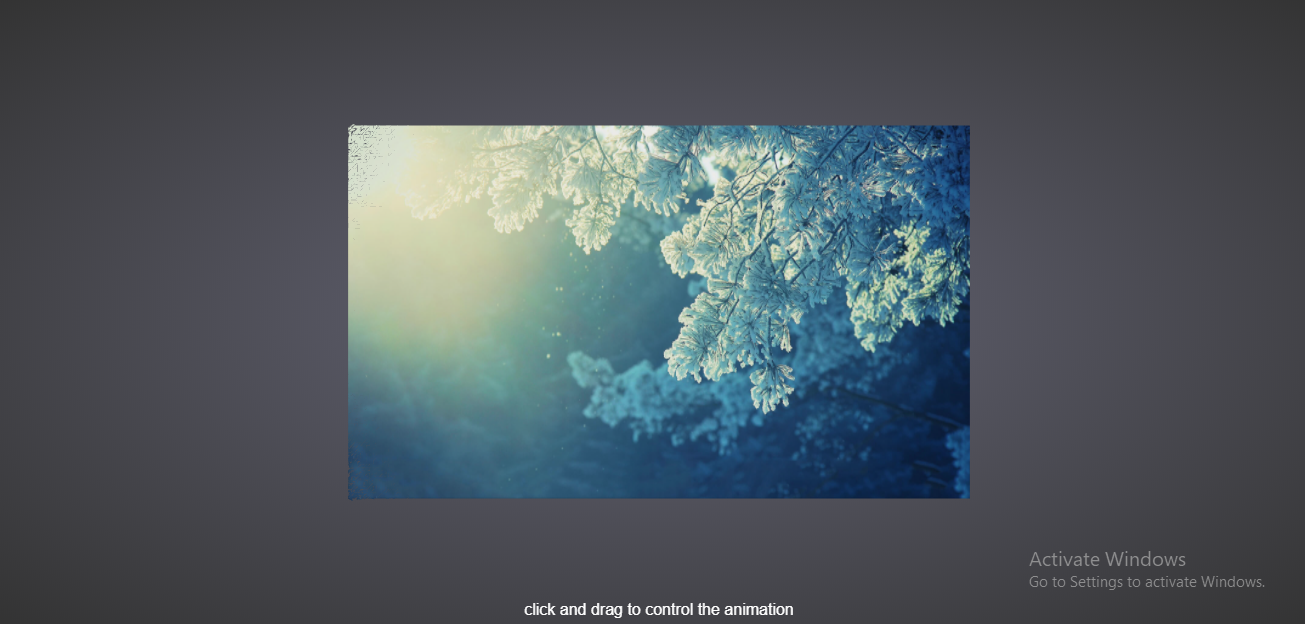 Activate Windows
Go to Settings to activate Windows.
click and drag to control the animation